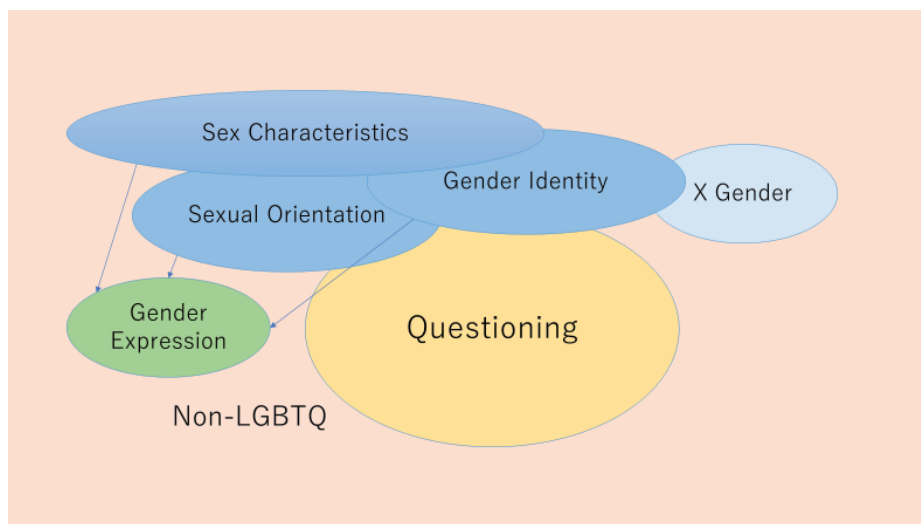 Sex Characteristics
Gender Identity
X Gender
Sexual Orientation
Gender
Expression
Questioning
Non-LGBTQ